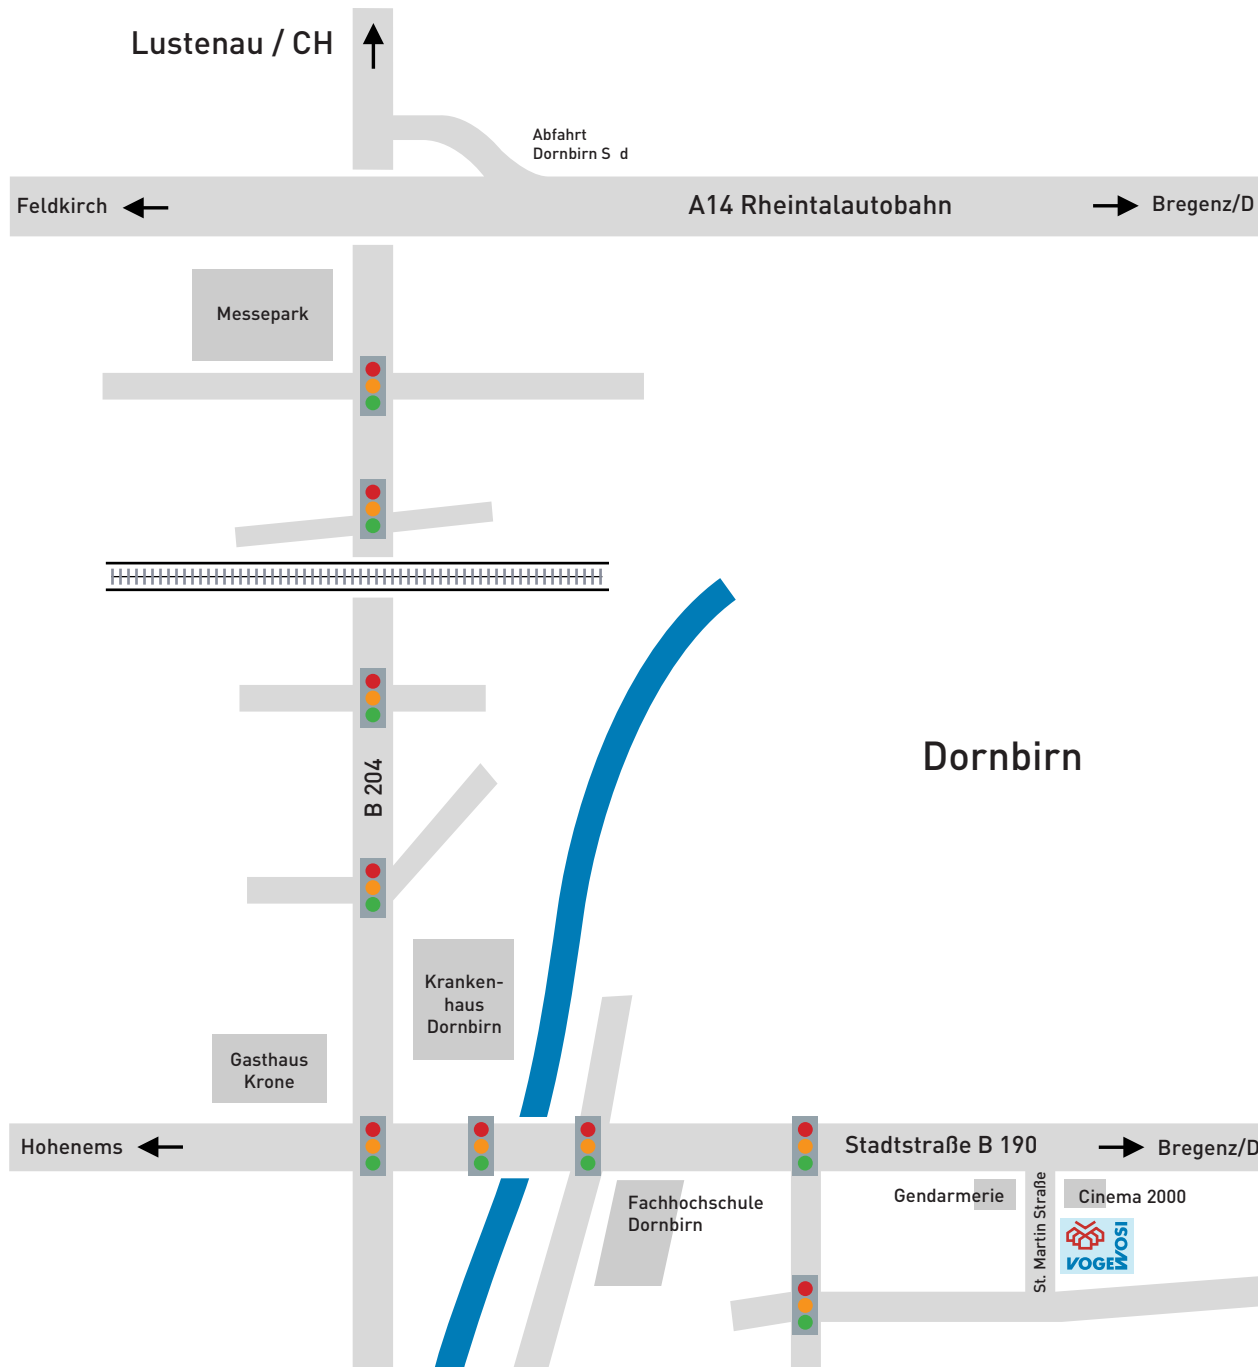 Lustenau / CH
Abfahrt
Dornbirn S d
Feldkirch
A14 Rheintalautobahn
Bregenz/D
Messepark
B 204
Dornbirn
Kranken-
haus
Dornbirn
Gasthaus
Krone
Hohenems
Stadtstraße B 190
Bregenz/D
Gendarmerie
St. Martin Straße
Cinema 2000
Fachhochschule
Dornbirn
VOGEWOSI